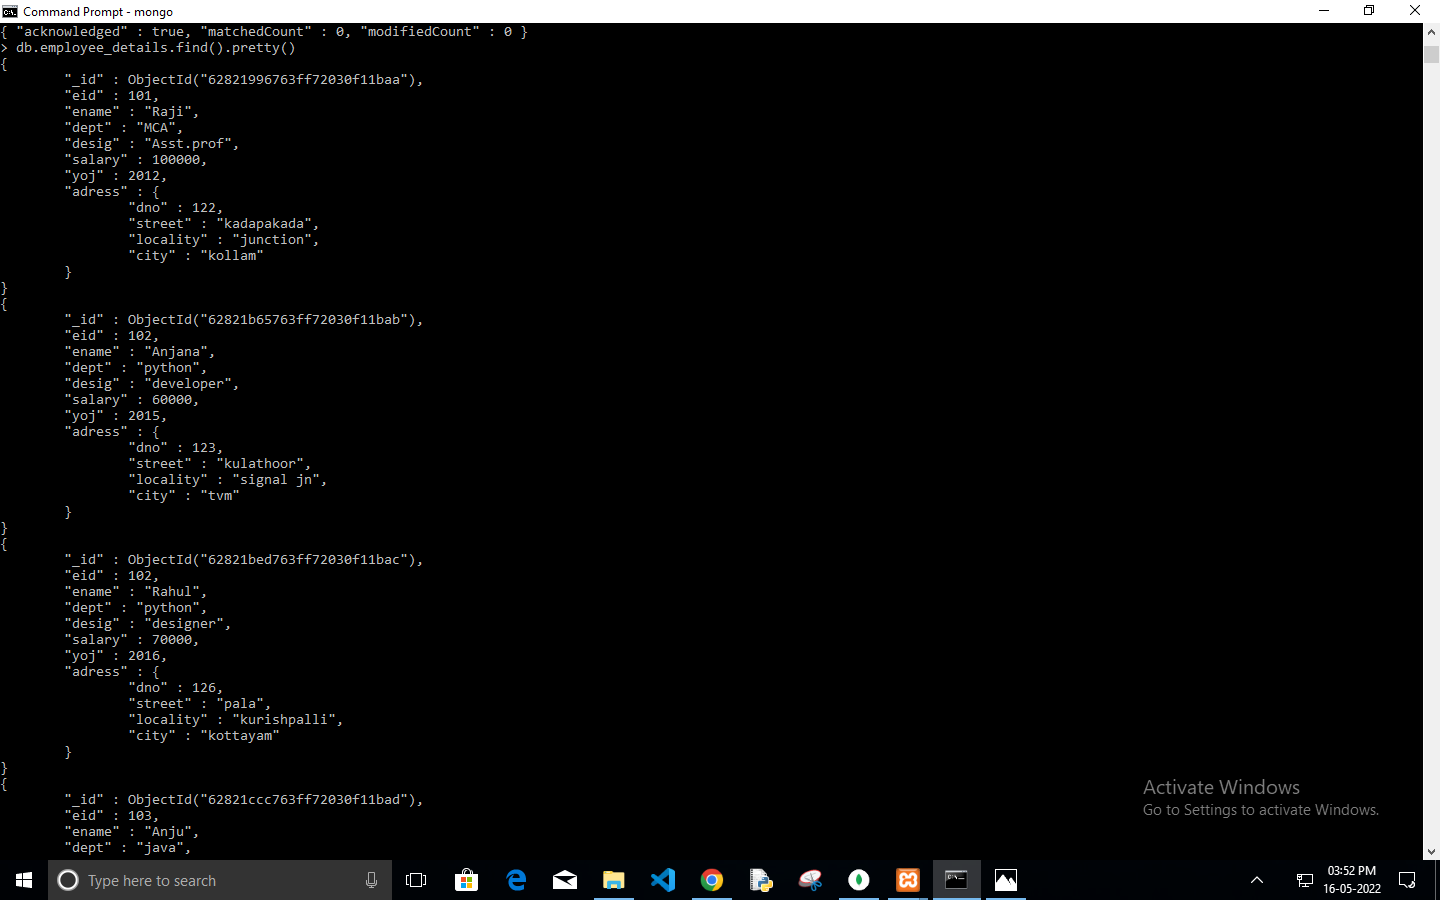 Command Prompt - mongo
{ "acknowledged" : true, "matchedCount" : 0, "modifiedCount" : 0 }
> db.employee_details.find().pretty()
{
"_id" : ObjectId("62821996763ff72030f11baa"),
"eid" : 101,
"ename" : "Raji",
"dept" : "MCA",
"desig" : "Asst.prof",
"salary" : 100000,
"yoj" : 2012,
"adress" : {
"dno" : 122,
"street" : "kadapakada",
"locality" : "junction",
"city" : "kollam"
}
}
{
"_id" : ObjectId("62821b65763ff72030f11bab"),
"eid" : 102,
"ename" : "Anjana",
"dept" : "python",
"desig" : "developer",
"salary" : 60000,
"yoj" : 2015,
"adress" : {
"dno" : 123,
"street" : "kulathoor",
"locality" : "signal jn",
"city" : "tvm"
}
}
{
"_id" : ObjectId("62821bed763ff72030f11bac"),
"eid" : 102,
"ename" : "Rahul",
"dept" : "python",
"desig" : "designer",
"salary" : 70000,
"yoj" : 2016,
"adress" : {
"dno" : 126,
"street" : "pala",
"locality" : "kurishpalli",
"city" : "kottayam"
}
}
{
"_id" : ObjectId("62821ccc763ff72030f11bad"),
"eid" : 103,
"ename" : "Anju",
"dept" : "java",
Activate Windows
Go to Settings to activate Windows.
Type here to search
03:52 PM
16-05-2022